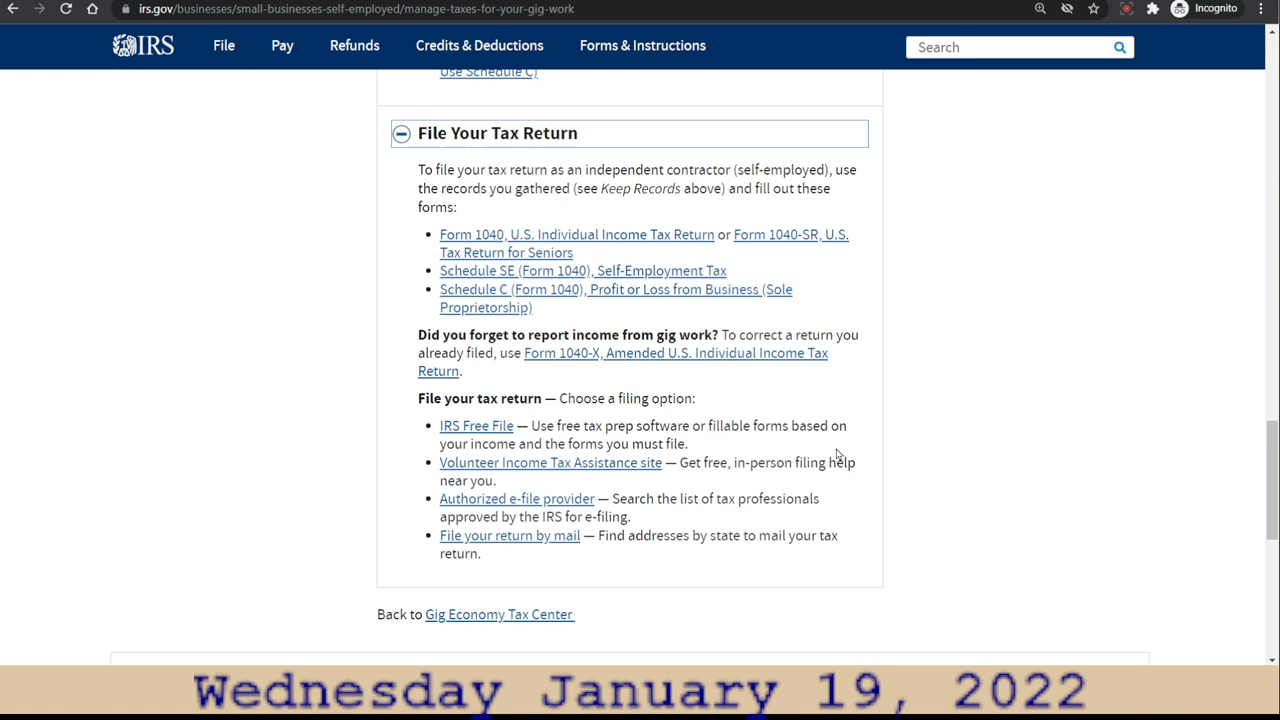 irs.gov/businesses/small-businesses-self-employed/manage-taxes-for-your-gig-work
Incognito
IRS File Pay Refunds Credits & Deductions Forms & Instructions Search
Use Schedule C)
File Your Tax Return
To file your tax return as an independent contractor (self-employed), use
the records you gathered (see Keep Records above) and fill out these
forms:
• Form 1040, U.S. Individual Income Tax Return or Form 1040-SR, U.S.
Tax Return for Seniors
• Schedule SE (Form 1040), Self-Employment Tax
• Schedule C (Form 1040), Profit or Loss from Business (Sole
Proprietorship)
Did you forget to report income from gig work? To correct a return you
already filed, use Form 1040-X, Amended U.S. Individual Income Tax
Return.
File your tax return — Choose a filing option:
• IRS Free File — Use free tax prep software or fillable forms based on
your income and the forms you must file.
• Volunteer Income Tax Assistance site — Get free, in-person filing help
near you.
• Authorized e-file provider — Search the list of tax professionals
approved by the IRS for e-filing.
• File your return by mail — Find addresses by state to mail your tax
return.
Back to Gig Economy Tax Center
Wednesday January 19, 2022